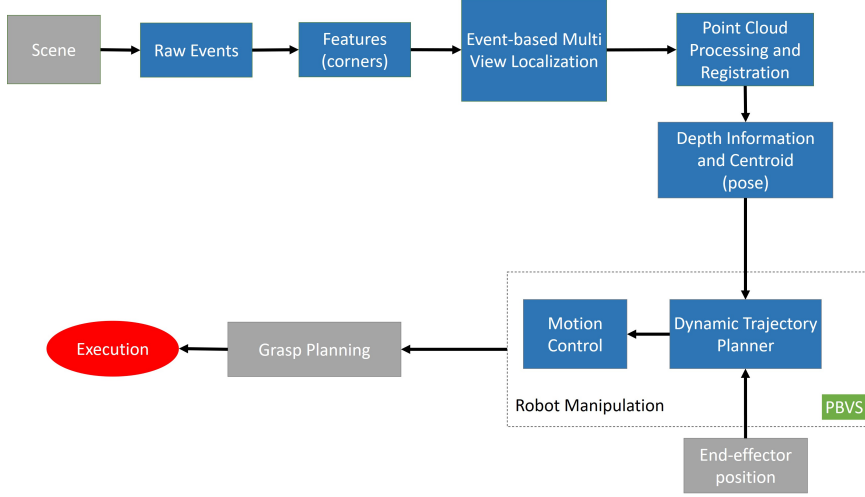 Scene
Raw Events
Features
(corners)
Event-based Multi
View Localization
Point Cloud
Processing and
Registration
Depth Information
and Centroid
(pose)
Execution
Grasp Planning
Motion
Control
Dynamic Trajectory
Planner
Robot Manipulation
PBVS
End-effector
position